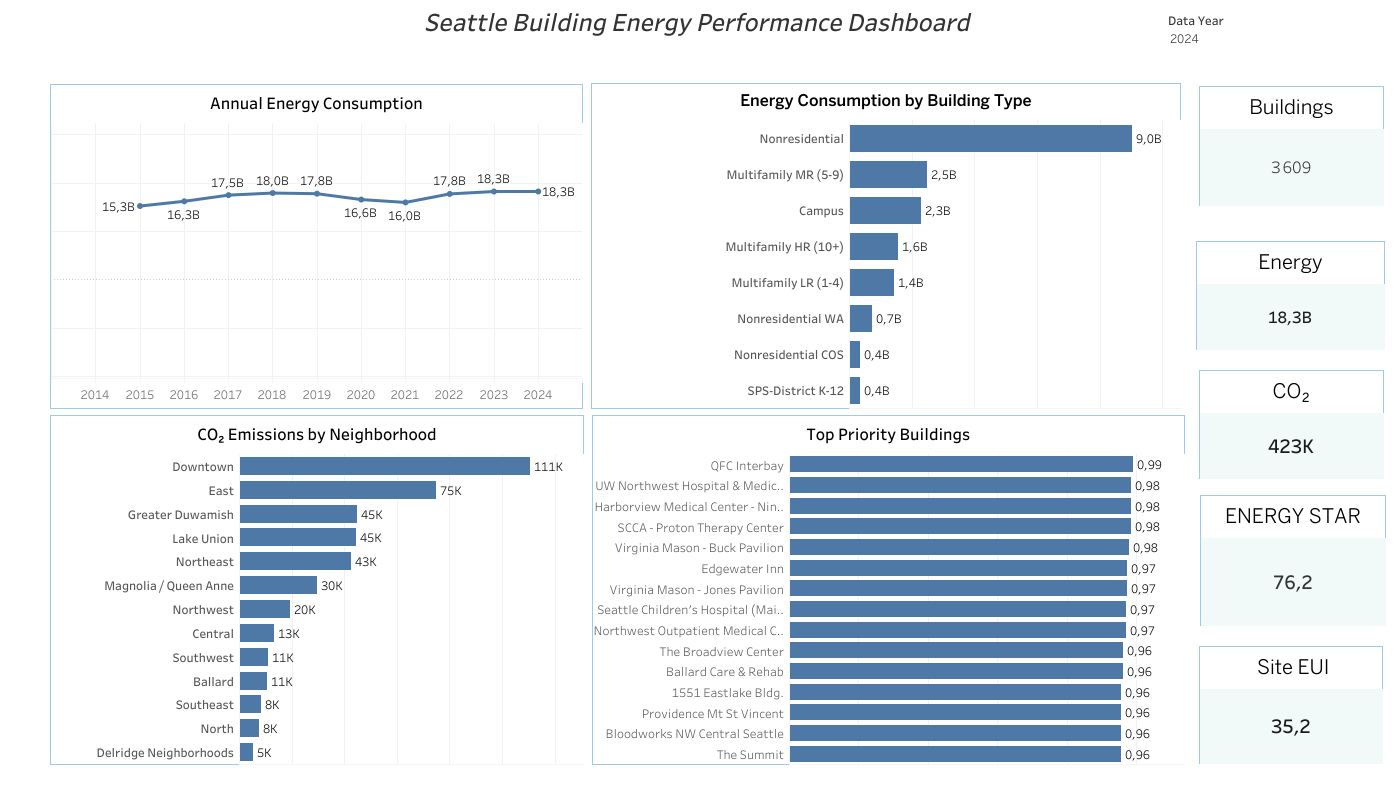 Seattle Building Energy Performance Dashboard
Data Year
2024
Annual Energy Consumption
15,3B
16,3B
17,5B
18,0B
17,8B
16,6B
16,0B
17,8B
18,3B
18,3B
2014 2015 2016 2017 2018 2019 2020 2021 2022 2023 2024
Energy Consumption by Building Type
Nonresidential 9,0B
Multifamily MR (5-9) 2,5B
Campus 2,3B
Multifamily HR (10+) 1,6B
Multifamily LR (1-4) 1,4B
Nonresidential WA 0,7B
Nonresidential COS 0,4B
SPS-District K-12 0,4B
CO₂ Emissions by Neighborhood
Downtown 111K
East 75K
Greater Duwamish 45K
Lake Union 45K
Northeast 43K
Magnolia / Queen Anne 30K
Northwest 20K
Central 13K
Southwest 11K
Ballard 11K
Southeast 8K
North 8K
Delridge Neighborhoods 5K
Top Priority Buildings
QFC Interbay 0,99
UW Northwest Hospital & Medic.. 0,98
Harborview Medical Center - Nin.. 0,98
SCCA - Proton Therapy Center 0,98
Virginia Mason - Buck Pavilion 0,98
Edgewater Inn 0,97
Virginia Mason - Jones Pavilion 0,97
Seattle Children's Hospital (Mai.. 0,97
Northwest Outpatient Medical C.. 0,97
The Broadview Center 0,96
Ballard Care & Rehab 0,96
1551 Eastlake Bldg. 0,96
Providence Mt St Vincent 0,96
Bloodworks NW Central Seattle 0,96
The Summit 0,96
Buildings
3 609
Energy
18,3B
CO₂
423K
ENERGY STAR
76,2
Site EUI
35,2